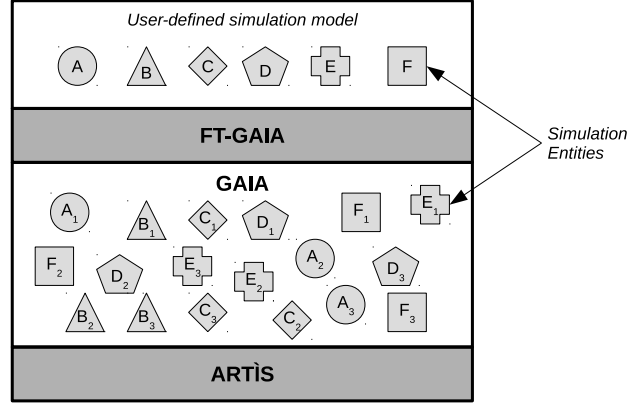 User-defined simulation model
A B C D E F
FT-GAIA
Simulation
Entities
GAIA
A1 B1 C1 D1 F1 E1
F2 D2 E3 E2 A2 D3
B2 B3 C3 C2 A3 F3
ARTÌS